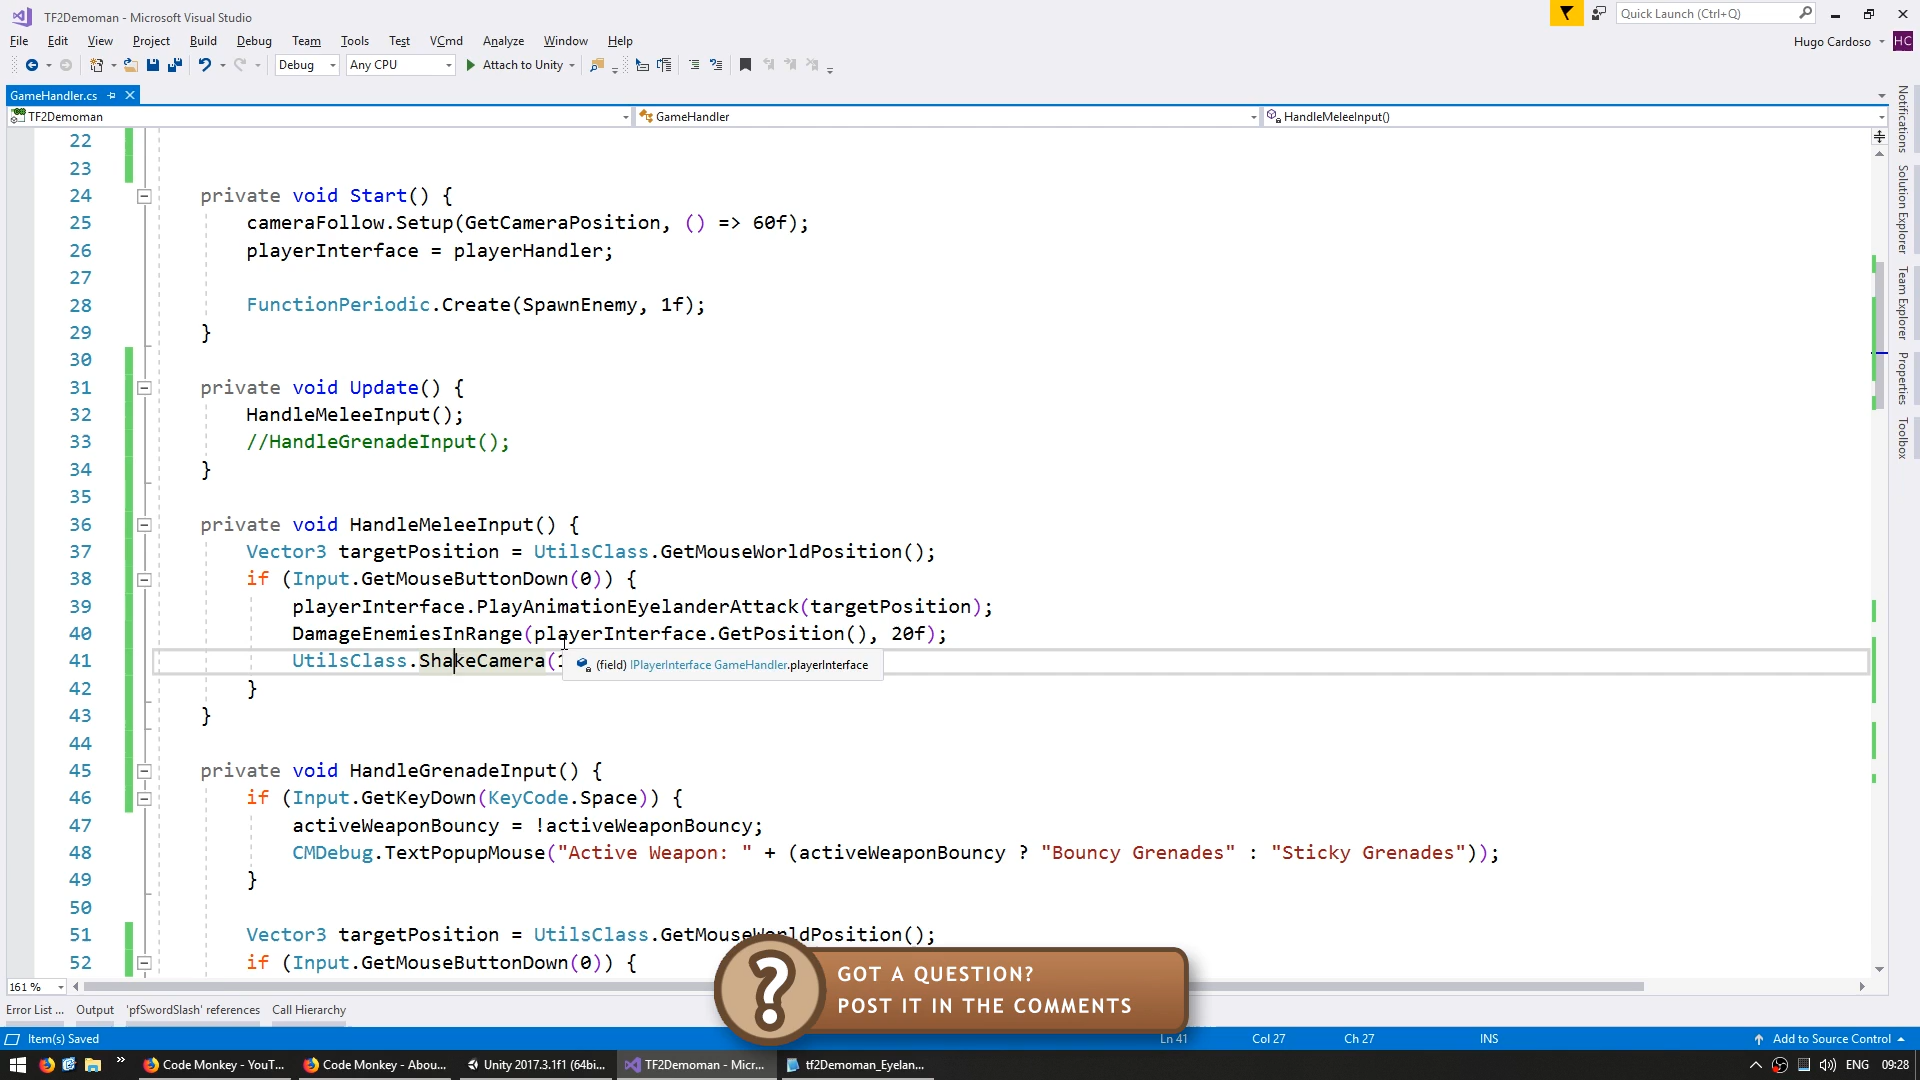 TF2Demoman - Microsoft Visual Studio
Quick Launch (Ctrl+Q)
File Edit View Project Build Debug Team Tools Test VCmd Analyze Window Help
Hugo Cardoso HC
Debug Any CPU Attach to Unity
GameHandler.cs
TF2Demoman GameHandler HandleMeleeInput()
22
23
24 private void Start() {
25 cameraFollow.Setup(GetCameraPosition, () => 60f);
26 playerInterface = playerHandler;
27
28 FunctionPeriodic.Create(SpawnEnemy, 1f);
29 }
30
31 private void Update() {
32 HandleMeleeInput();
33 //HandleGrenadeInput();
34 }
35
36 private void HandleMeleeInput() {
37 Vector3 targetPosition = UtilsClass.GetMouseWorldPosition();
38 if (Input.GetMouseButtonDown(0)) {
39 playerInterface.PlayAnimationEyelanderAttack(targetPosition);
40 DamageEnemiesInRange(playerInterface.GetPosition(), 20f);
41 UtilsClass.ShakeCamera(
(field) IPlayerInterface GameHandler.playerInterface
42 }
43 }
44
45 private void HandleGrenadeInput() {
46 if (Input.GetKeyDown(KeyCode.Space)) {
47 activeWeaponBouncy = !activeWeaponBouncy;
48 CMDebug.TextPopupMouse("Active Weapon: " + (activeWeaponBouncy ? "Bouncy Grenades" : "Sticky Grenades"));
49 }
50
51 Vector3 targetPosition = UtilsClass.GetMouseWorldPosition();
52 if (Input.GetMouseButtonDown(0)) {
Notifications
Solution Explorer
Team Explorer
Properties
Toolbox
GOT A QUESTION?
POST IT IN THE COMMENTS
161 %
Error List ... Output 'pfSwordSlash' references Call Hierarchy
Item(s) Saved Ln 41 Col 27 Ch 27 INS Add to Source Control
Code Monkey - YouT... Code Monkey - Abou... Unity 2017.3.1f1 (64bi... TF2Demoman - Micr... tf2Demoman_Eyelan... ENG 09:28